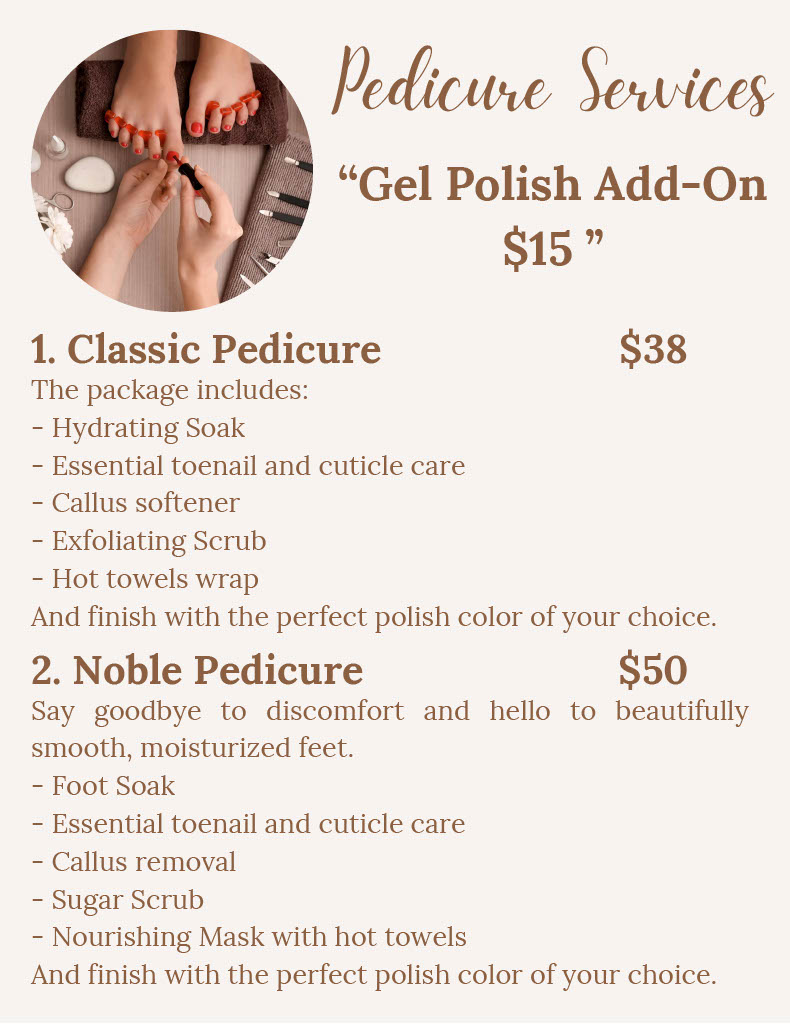 Pedicure Services
“Gel Polish Add-On
$15 ”
1. Classic Pedicure $38
The package includes:
- Hydrating Soak
- Essential toenail and cuticle care
- Callus softener
- Exfoliating Scrub
- Hot towels wrap
And finish with the perfect polish color of your choice.
2. Noble Pedicure $50
Say goodbye to discomfort and hello to beautifully
smooth, moisturized feet.
- Foot Soak
- Essential toenail and cuticle care
- Callus removal
- Sugar Scrub
- Nourishing Mask with hot towels
And finish with the perfect polish color of your choice.